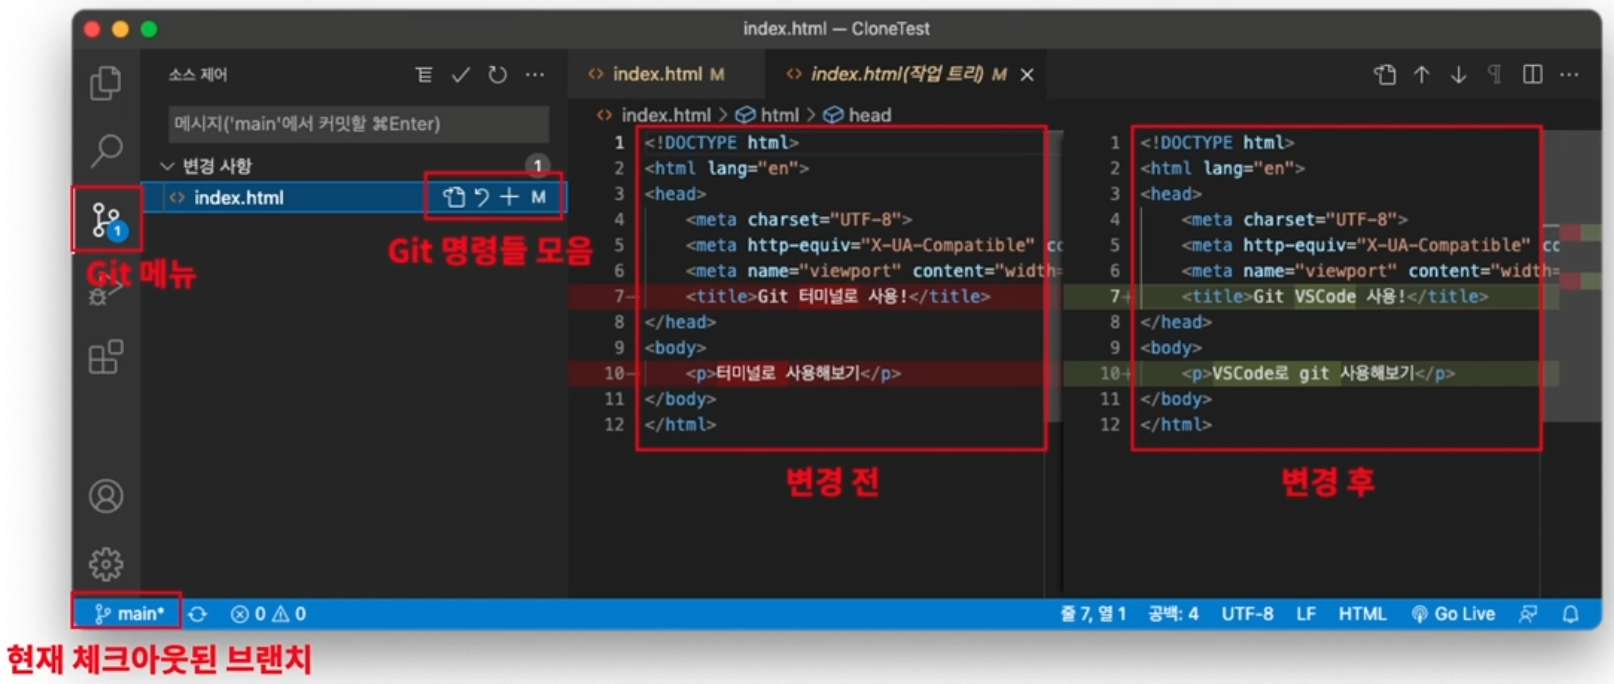 index.html — CloneTest
소스 제어
index.html M
index.html(작업 트리) M
메시지('main'에서 커밋할 ⌘Enter)
index.html > html > head
변경 사항 1
index.html M
1
Git 메뉴
Git 명령들 모음
1 <!DOCTYPE html>
2 <html lang="en">
3 <head>
4 <meta charset="UTF-8">
5 <meta http-equiv="X-UA-Compatible" co
6 <meta name="viewport" content="width=
7— <title>Git 터미널로 사용!</title>
8 </head>
9 <body>
10— <p>터미널로 사용해보기</p>
11 </body>
12 </html>
변경 전
1 <!DOCTYPE html>
2 <html lang="en">
3 <head>
4 <meta charset="UTF-8">
5 <meta http-equiv="X-UA-Compatible" co
6 <meta name="viewport" content="width=
7+ <title>Git VSCode 사용!</title>
8 </head>
9 <body>
10+ <p>VSCode로 git 사용해보기</p>
11 </body>
12 </html>
변경 후
main* 0 0
줄 7, 열 1 공백: 4 UTF-8 LF HTML Go Live
현재 체크아웃된 브랜치